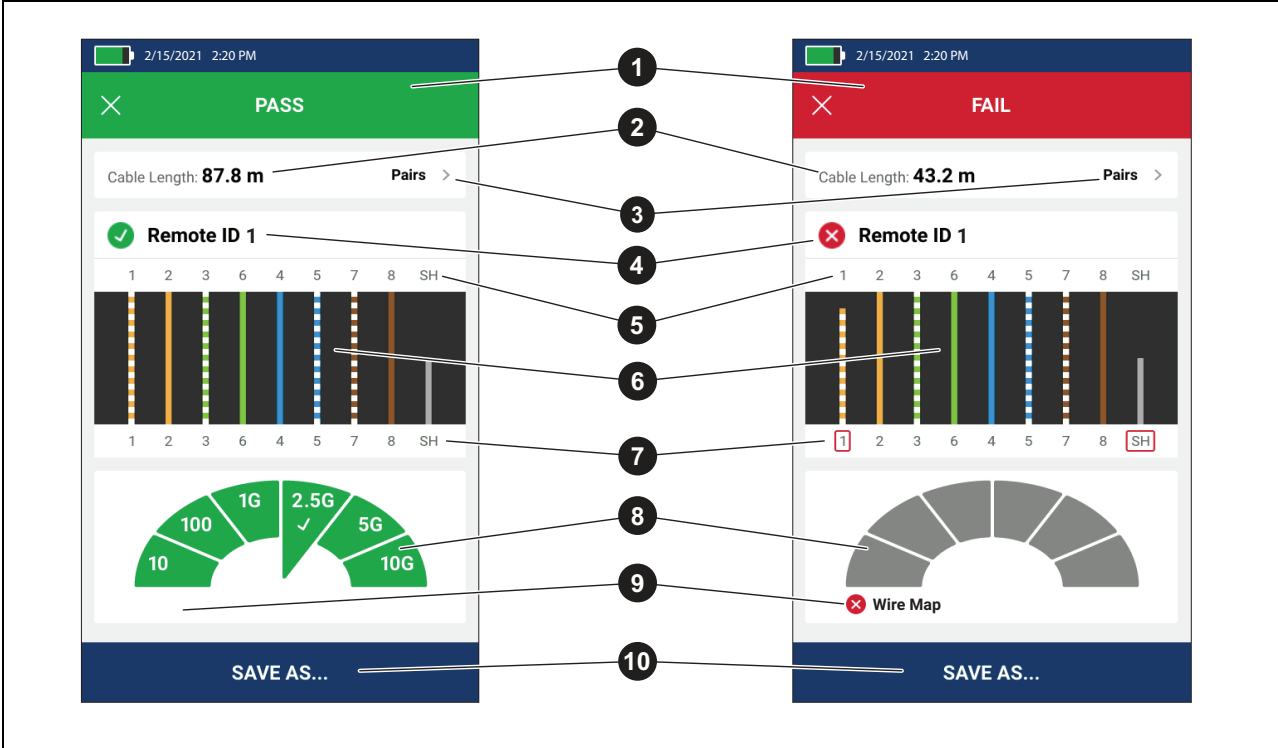 2/15/2021 2:20 PM
PASS
Cable Length: 87.8 m
Pairs >
Remote ID 1
1 2 3 6 4 5 7 8 SH
1 2 3 6 4 5 7 8 SH
10 100 1G 2.5G 5G 10G
SAVE AS...
1
2
3
4
5
6
7
8
9
10
2/15/2021 2:20 PM
FAIL
Cable Length: 43.2 m
Pairs >
Remote ID 1
1 2 3 6 4 5 7 8 SH
1 2 3 6 4 5 7 8 SH
Wire Map
SAVE AS...